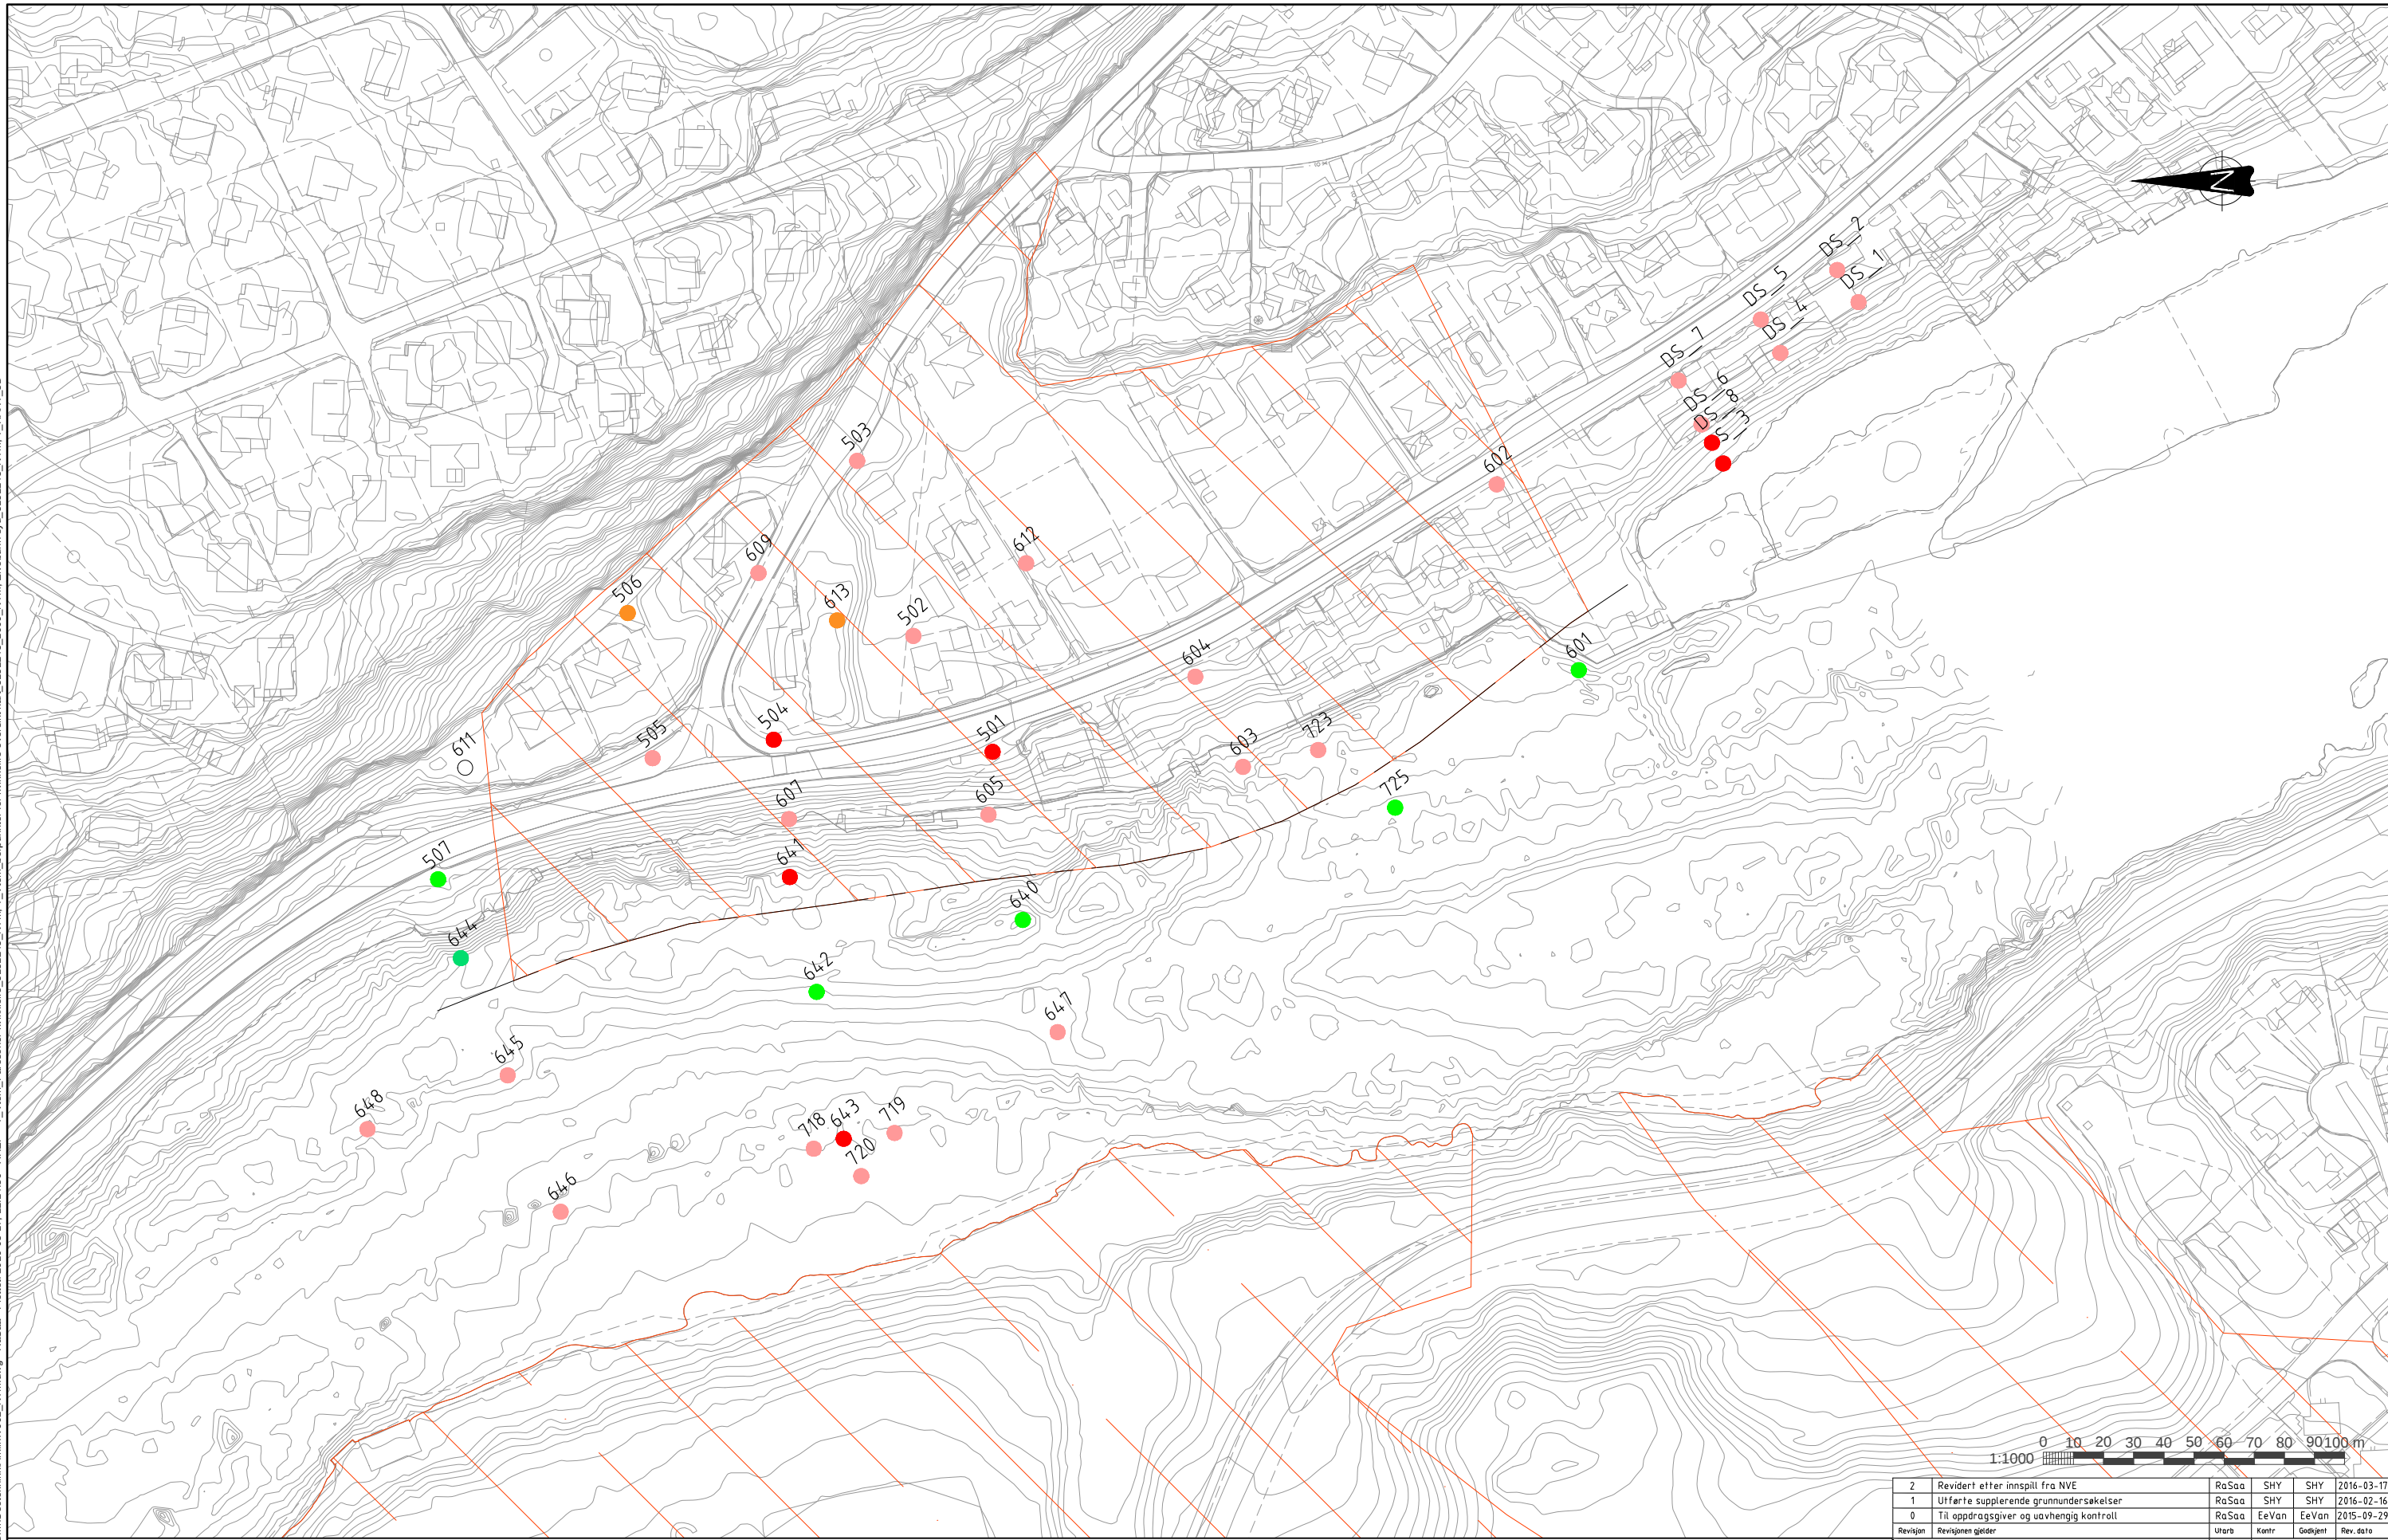 N
DS_2
DS_1
DS_5
DS_4
DS_7
DS_6
DS_8
S_3
503
602
609
612
506
613
502
604
601
504
501
505
611
603
723
607
605
725
641
507
640
644
642
647
645
648
718
643
719
720
646
0 10 20 30 40 50 60 70 80 90 100 m
1:1000
2 Revidert etter innspill fra NVE RaSaa SHY SHY 2016-03-17
1 Utførte supplerende grunnundersøkelser RaSaa SHY SHY 2016-02-16
0 Til oppdragsgiver og uavhengig kontroll RaSaa EeVan EeVan 2015-09-29
Revisjon Revisjonen gjelder Utarb Kontr Godkjent Rev. dato